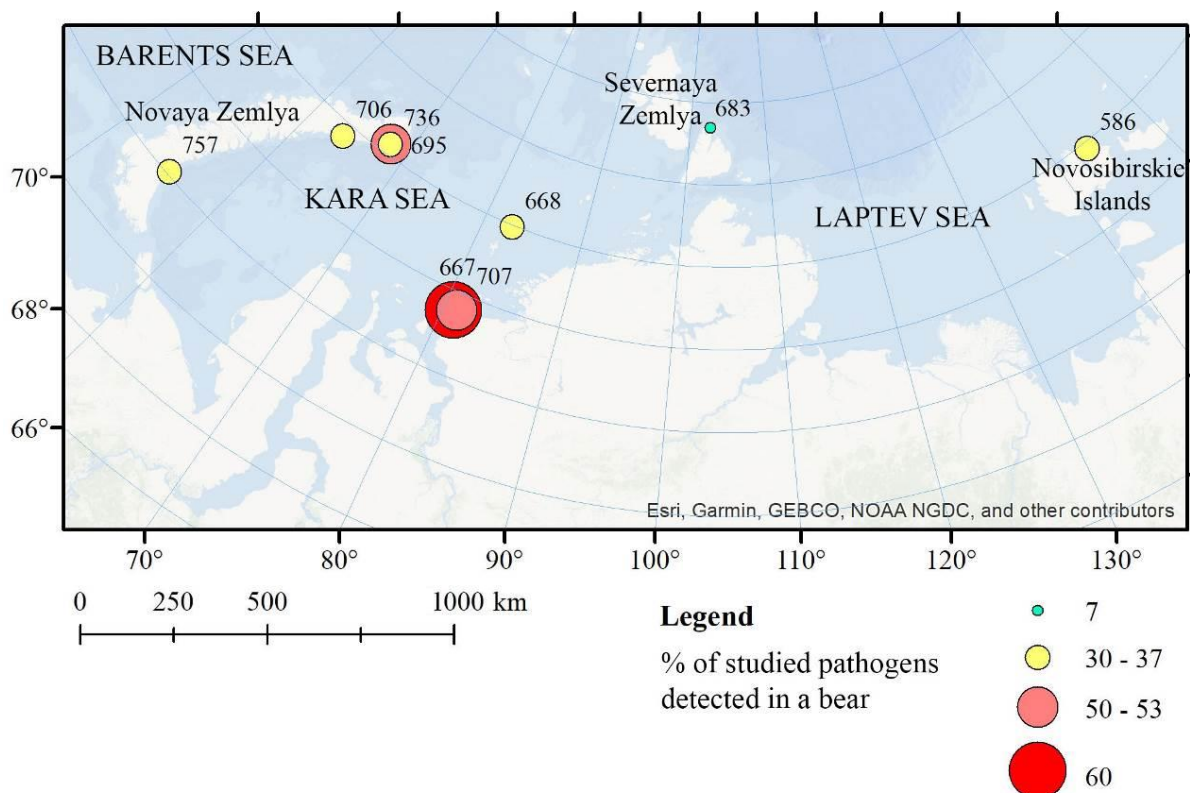 BARENTS SEA
Novaya Zemlya
706
736
695
757
Severnaya
Zemlya
683
586
Novosibirskie
Islands
70°
KARA SEA
668
LAPTEV SEA
667
707
68°
66°
Esri, Garmin, GEBCO, NOAA NGDC, and other contributors
70°
80°
90°
100°
110°
120°
130°
0
250
500
1000 km
Legend
% of studied pathogens
detected in a bear
7
30 - 37
50 - 53
60